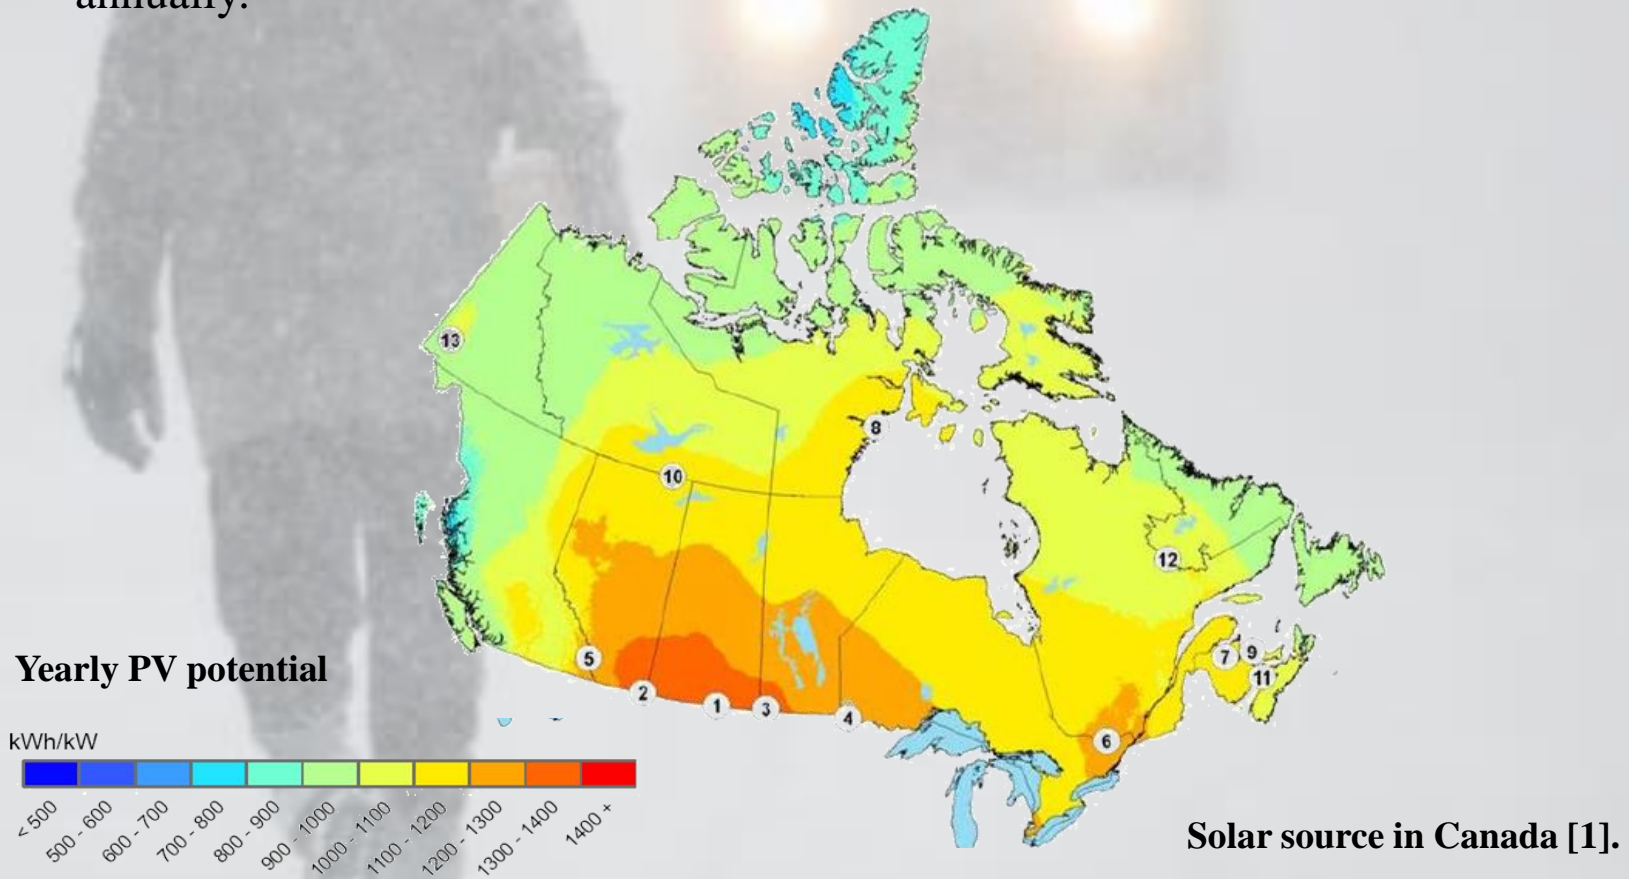 annually.
13
8
10
12
5
7
9
11
2
1
3
4
6
Yearly PV potential
kWh/kW
< 500
500 - 600
600 - 700
700 - 800
800 - 900
900 - 1000
1000 - 1100
1100 - 1200
1200 - 1300
1300 - 1400
1400 +
Solar source in Canada [1].